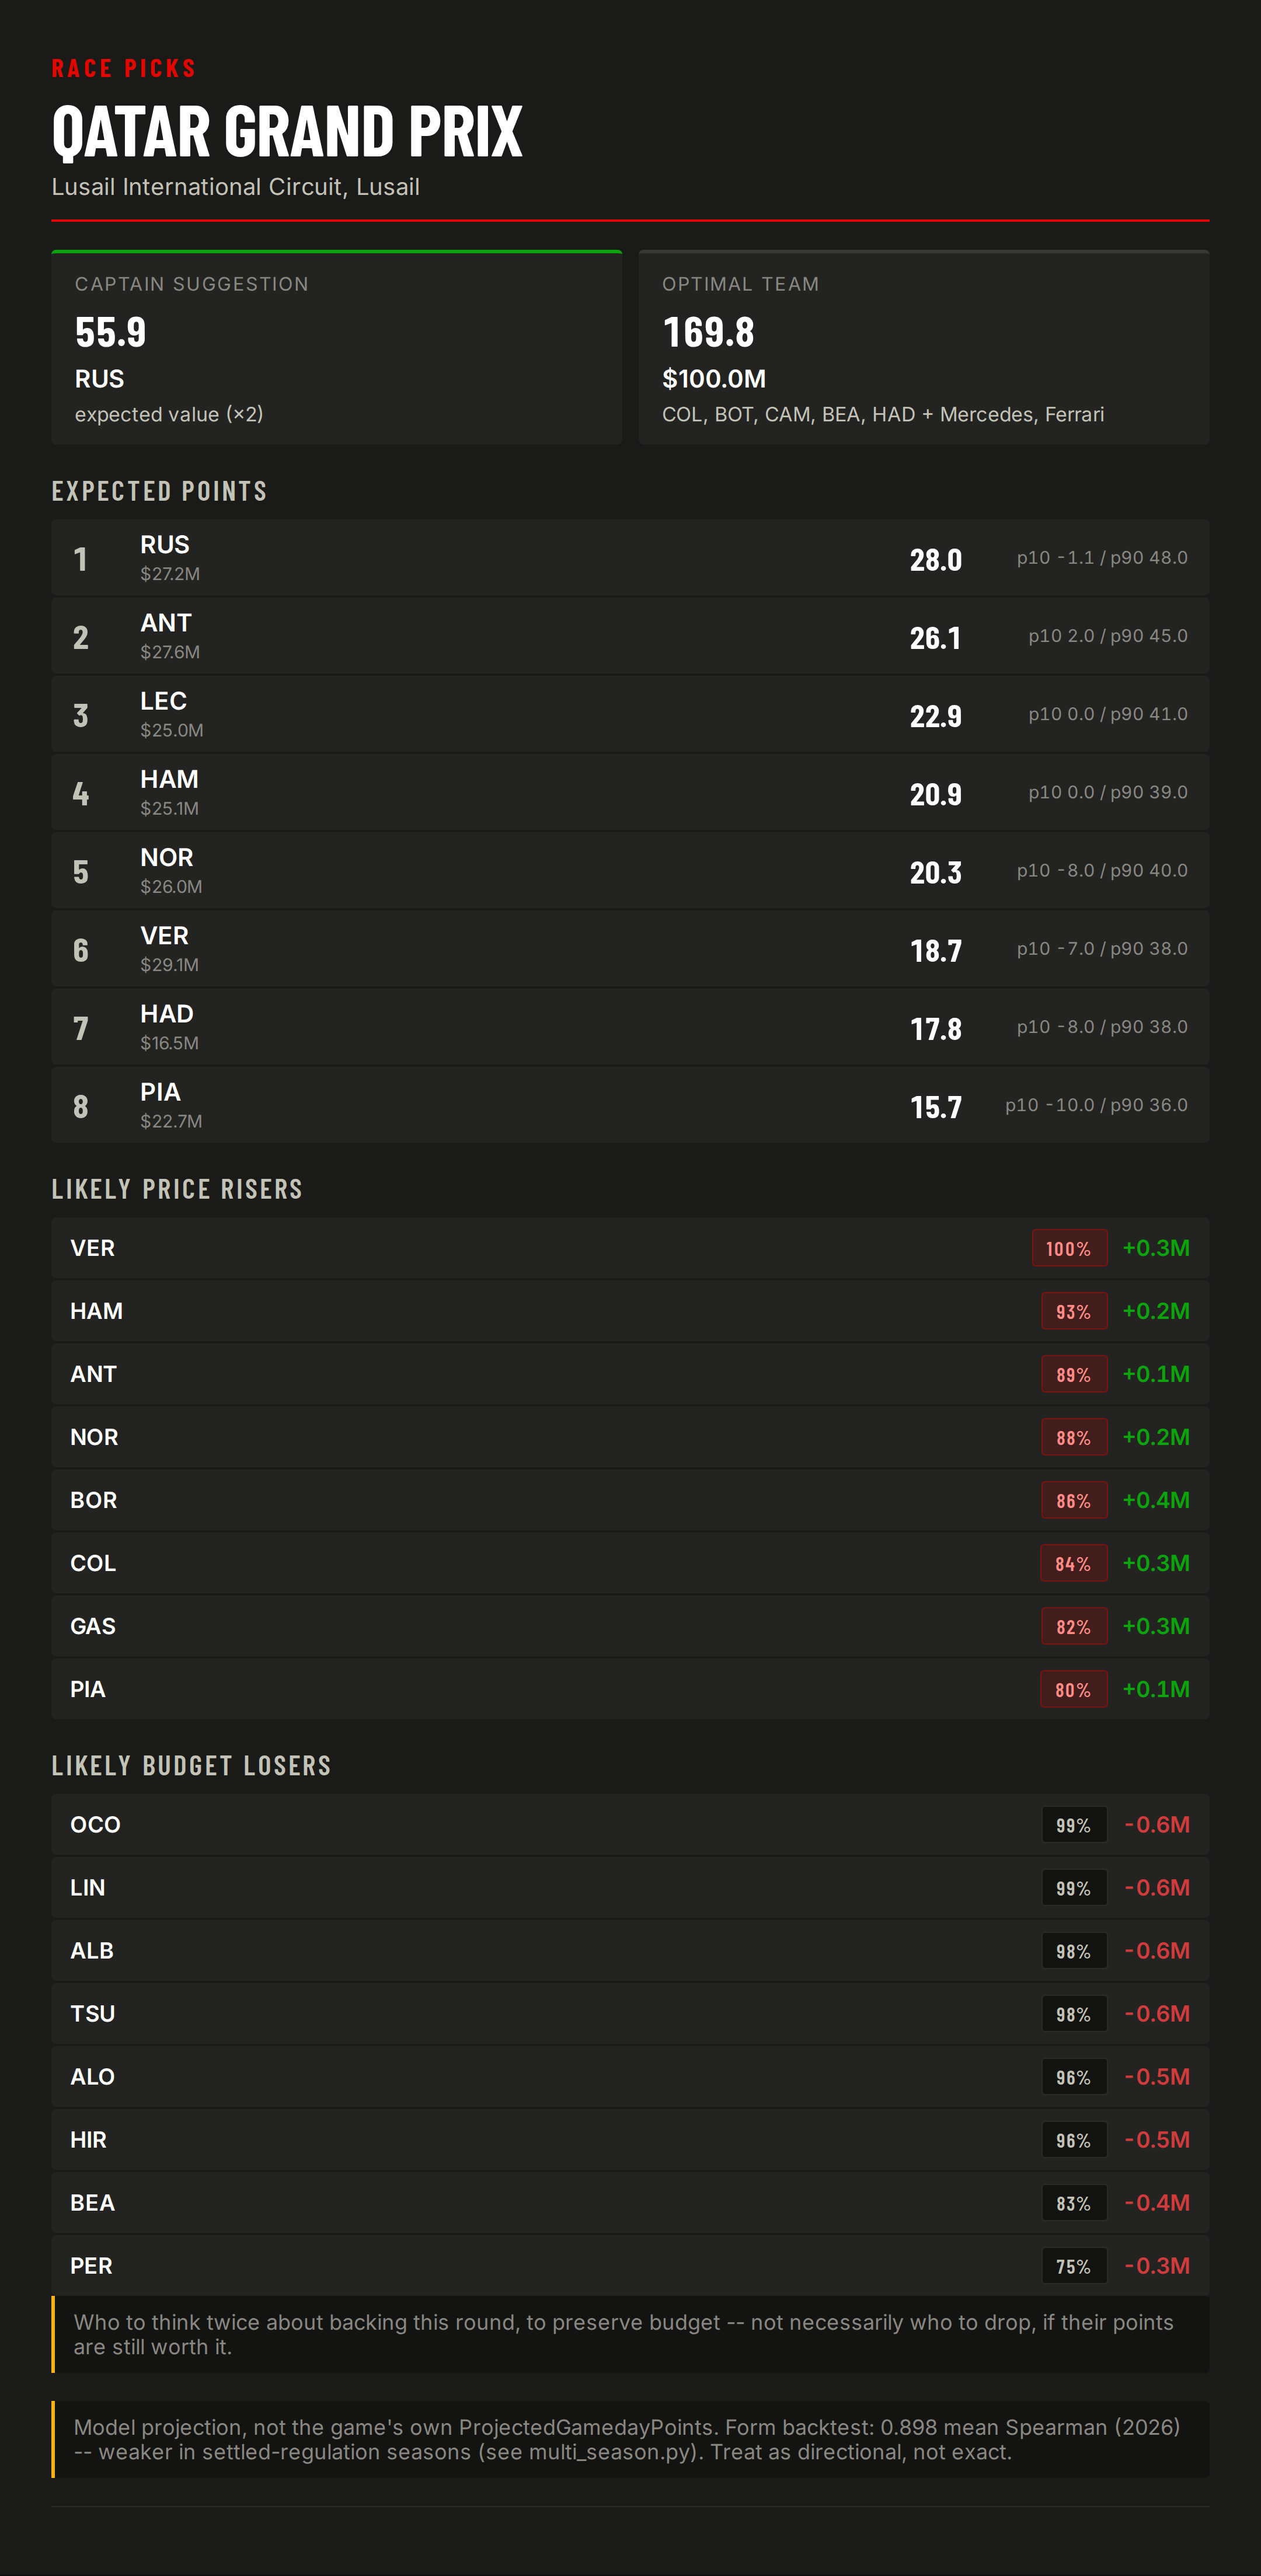 RACE PICKS
QATAR GRAND PRIX
Lusail International Circuit, Lusail
CAPTAIN SUGGESTION
55.9
RUS
expected value (×2)
OPTIMAL TEAM
169.8
$100.0M
COL, BOT, CAM, BEA, HAD + Mercedes, Ferrari
EXPECTED POINTS
1 RUS 28.0 p10 -1.1 / p90 48.0
$27.2M
2 ANT 26.1 p10 2.0 / p90 45.0
$27.6M
3 LEC 22.9 p10 0.0 / p90 41.0
$25.0M
4 HAM 20.9 p10 0.0 / p90 39.0
$25.1M
5 NOR 20.3 p10 -8.0 / p90 40.0
$26.0M
6 VER 18.7 p10 -7.0 / p90 38.0
$29.1M
7 HAD 17.8 p10 -8.0 / p90 38.0
$16.5M
8 PIA 15.7 p10 -10.0 / p90 36.0
$22.7M
LIKELY PRICE RISERS
VER 100% +0.3M
HAM 93% +0.2M
ANT 89% +0.1M
NOR 88% +0.2M
BOR 86% +0.4M
COL 84% +0.3M
GAS 82% +0.3M
PIA 80% +0.1M
LIKELY BUDGET LOSERS
OCO 99% -0.6M
LIN 99% -0.6M
ALB 98% -0.6M
TSU 98% -0.6M
ALO 96% -0.5M
HIR 96% -0.5M
BEA 83% -0.4M
PER 75% -0.3M
Who to think twice about backing this round, to preserve budget -- not necessarily who to drop, if their points
are still worth it.
Model projection, not the game's own ProjectedGamedayPoints. Form backtest: 0.898 mean Spearman (2026)
-- weaker in settled-regulation seasons (see multi_season.py). Treat as directional, not exact.